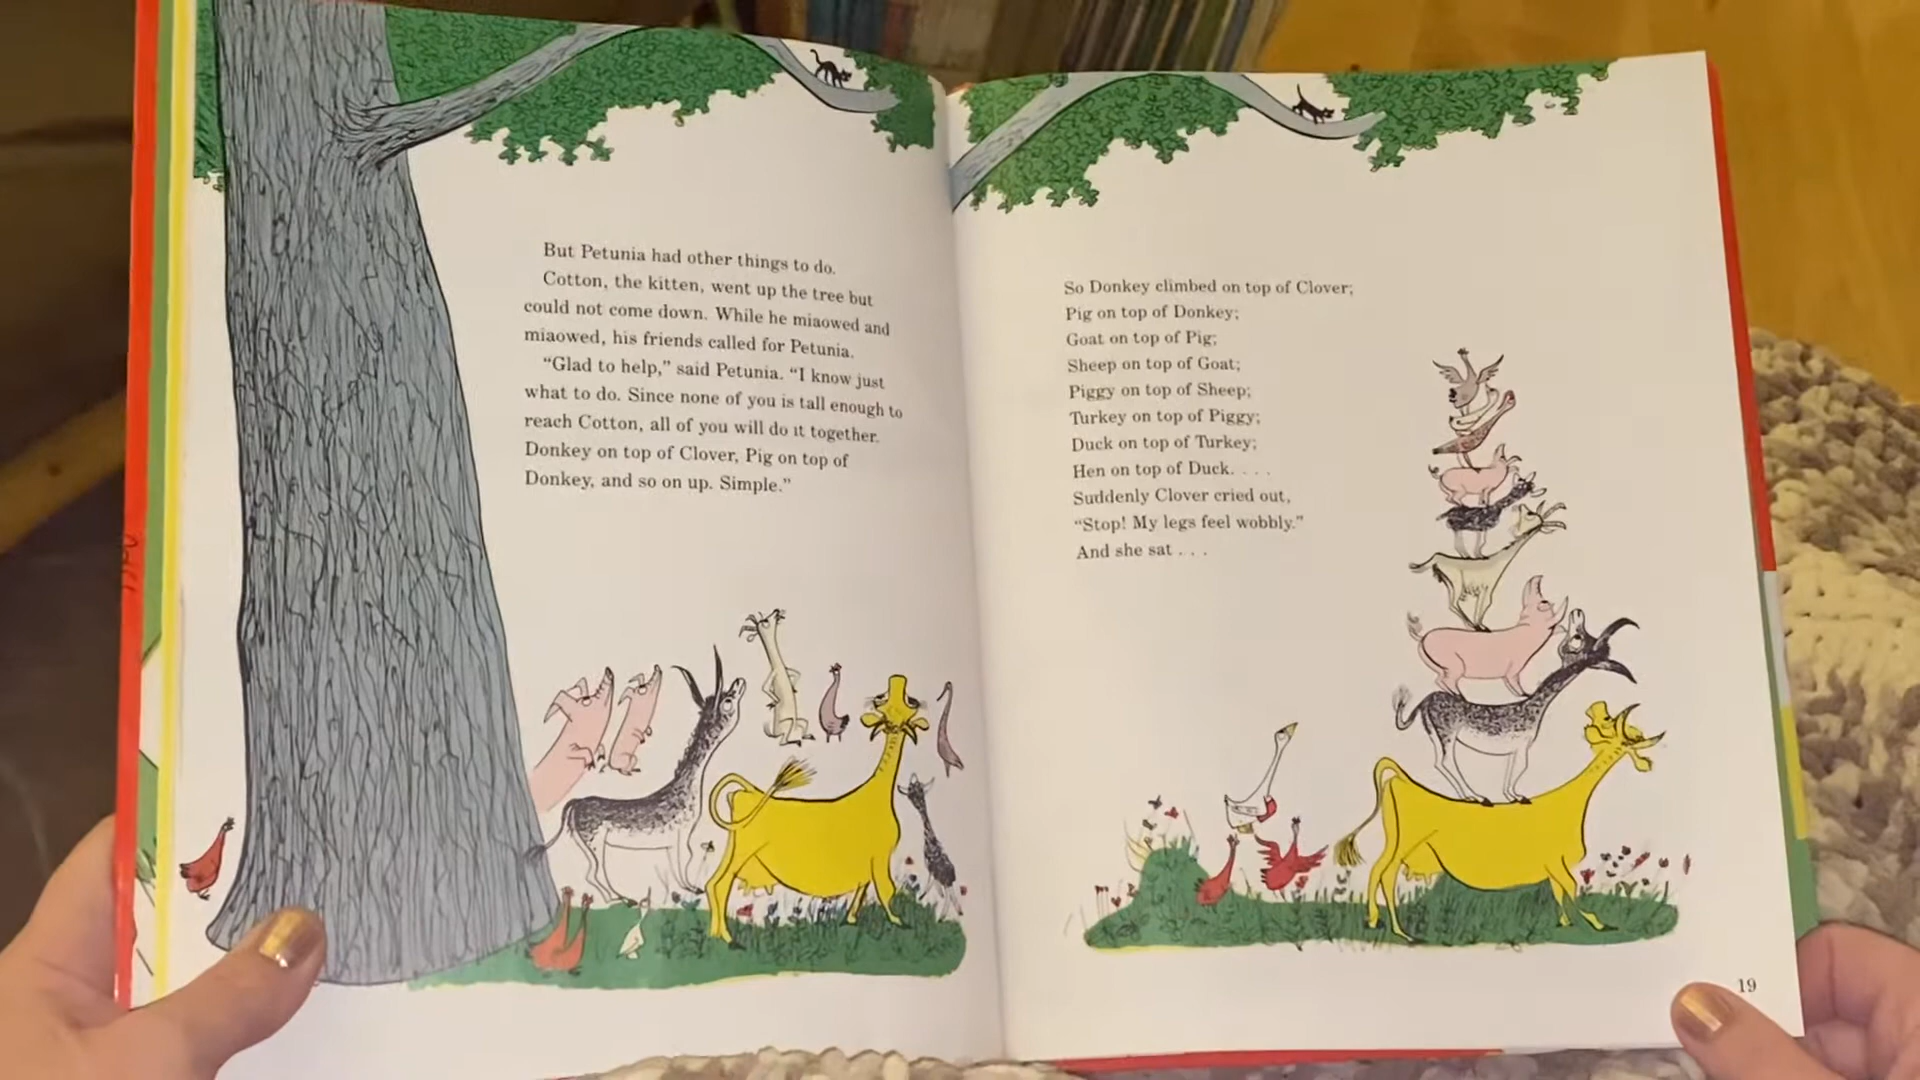 But Petunia had other things to do.
Cotton, the kitten, went up the tree but
could not come down. While he miaowed and
miaowed, his friends called for Petunia.
“Glad to help,” said Petunia. “I know just
what to do. Since none of you is tall enough to
reach Cotton, all of you will do it together.
Donkey on top of Clover, Pig on top of
Donkey, and so on up. Simple.”
So Donkey climbed on top of Clover;
Pig on top of Donkey;
Goat on top of Pig;
Sheep on top of Goat;
Piggy on top of Sheep;
Turkey on top of Piggy;
Duck on top of Turkey;
Hen on top of Duck. . . .
Suddenly Clover cried out,
“Stop! My legs feel wobbly.”
And she sat . . .
19